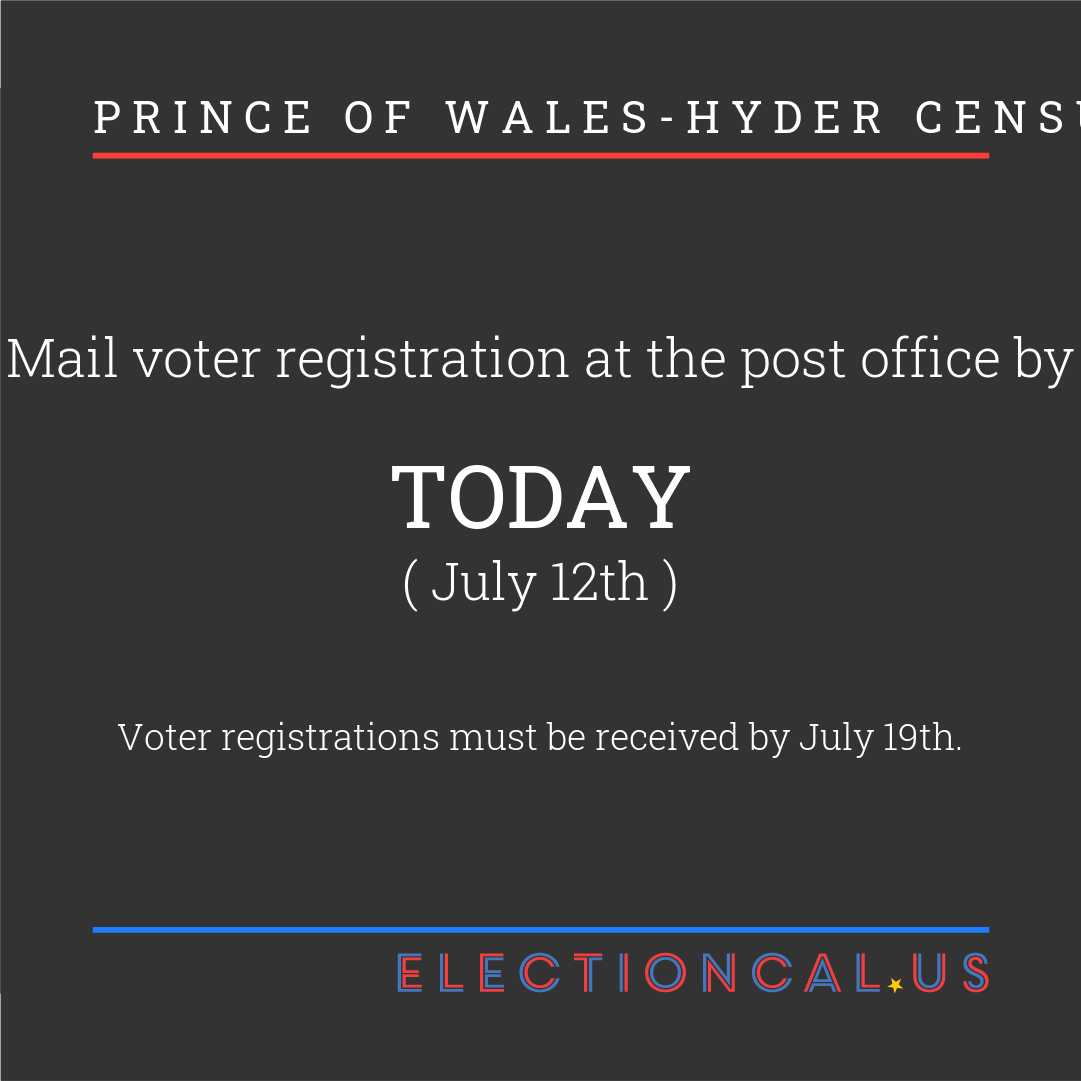 PRINCE OF WALES-HYDER
Mail voter registration at the post office by
TODAY
( July 12th )
Voter registrations must be received by July 19th.
ELECTIONCAL.US